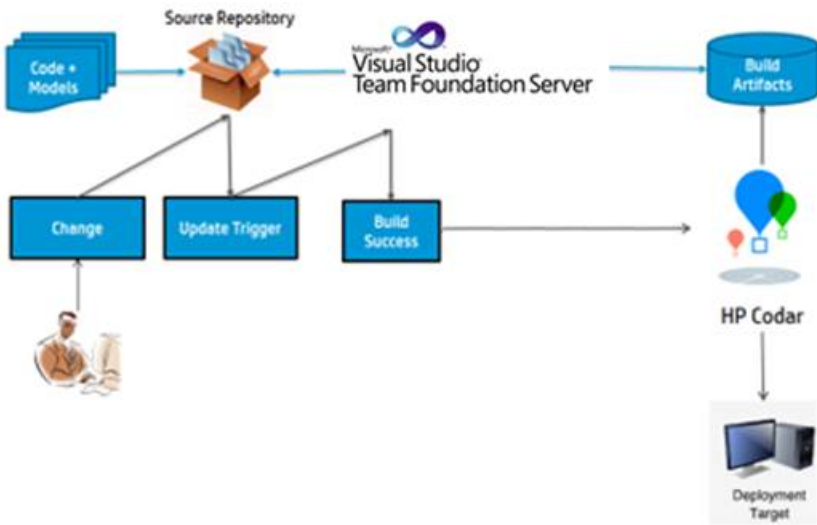 Source Repository
Code +
Models
Microsoft®
Visual Studio®
Team Foundation Server
Build
Artifacts
Change
Update Trigger
Build
Success
HP Codar
Deployment
Target